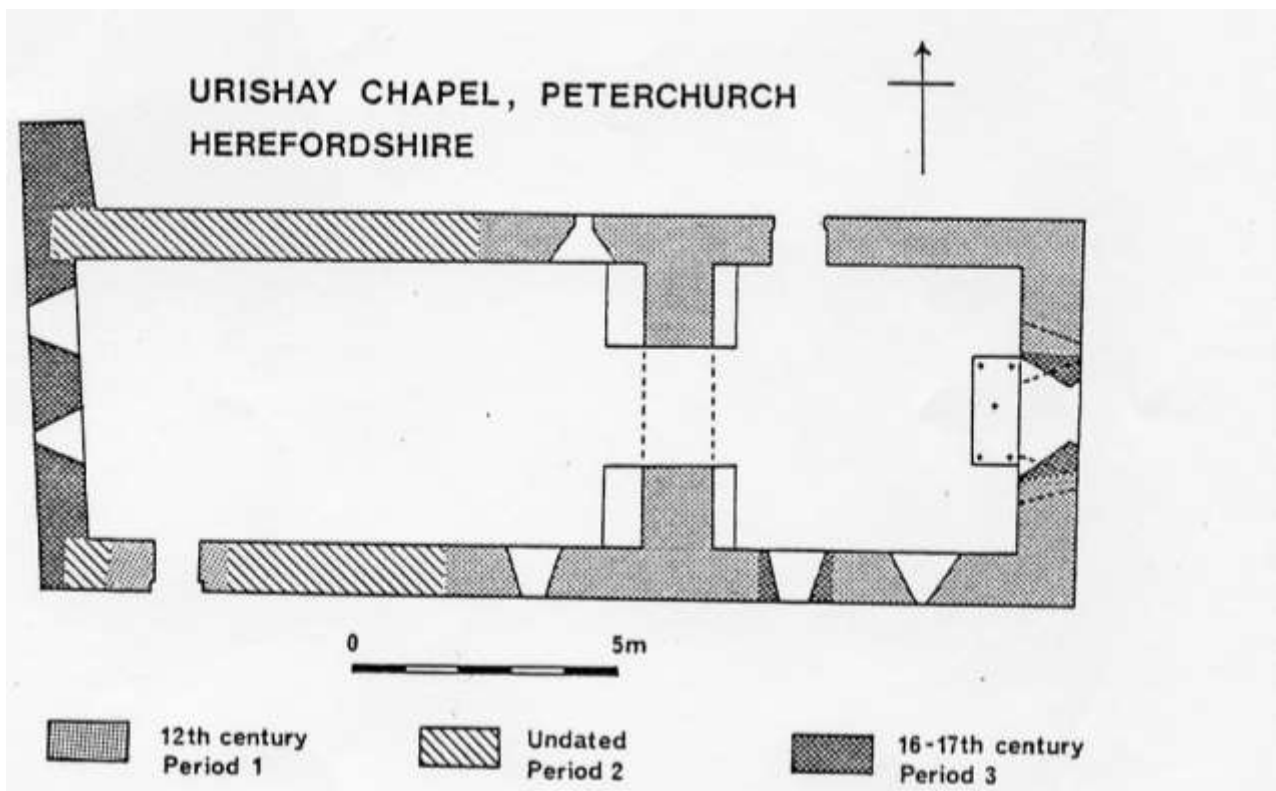 URISHAY CHAPEL, PETERCHURCH
HEREFORDSHIRE
0 5m
12th century
Period 1
Undated
Period 2
16-17th century
Period 3